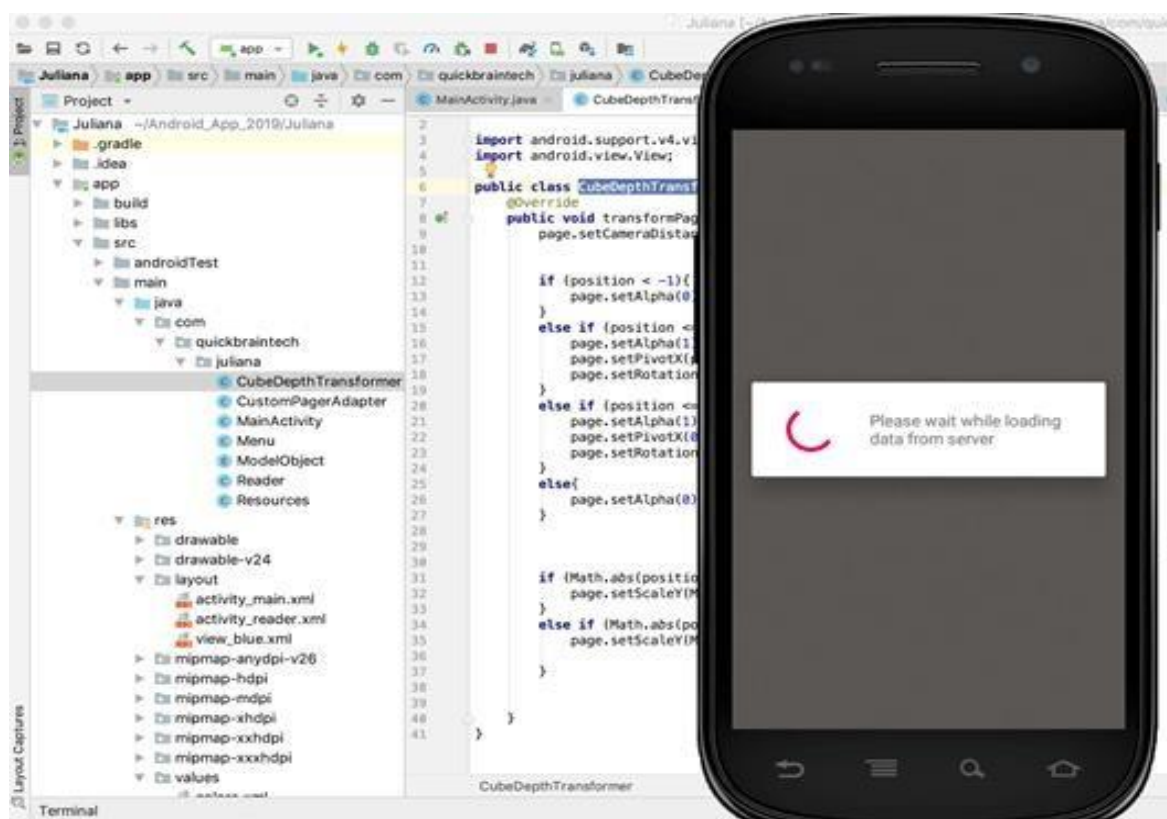 Juliana
app
Juliana app src main java com quickbraintech juliana CubeDep
Project
MainActivity.java CubeDepthTransf
1: Project
Juliana ~/Android_App_2019/Juliana
.gradle
.idea
app
build
libs
src
androidTest
main
java
com
quickbraintech
juliana
CubeDepthTransformer
CustomPagerAdapter
MainActivity
Menu
ModelObject
Reader
Resources
res
drawable
drawable-v24
layout
activity_main.xml
activity_reader.xml
view_blue.xml
mipmap-anydpi-v26
mipmap-hdpi
mipmap-mdpi
mipmap-xhdpi
mipmap-xxhdpi
mipmap-xxxhdpi
values
Layout Captures
Terminal
2
3 import android.support.v4.vi
4 import android.view.View;
5
6 public class CubeDepthTransf
7 @Override
8 public void transformPag
9 page.setCameraDistan
10
11
12 if (position < -1){
13 page.setAlpha(0)
14 }
15 else if (position <=
16 page.setAlpha(1)
17 page.setPivotX(
18 page.setRotation
19 }
20 else if (position <=
21 page.setAlpha(1)
22 page.setPivotX(0
23 page.setRotation
24 }
25 else{
26 page.setAlpha(0)
27 }
28
29
30
31 if (Math.abs(positio
32 page.setScaleY(M
33 }
34 else if (Math.abs(po
35 page.setScaleY(M
36
37 }
38
39
40 }
41 }
CubeDepthTransformer
Please wait while loading
data from server